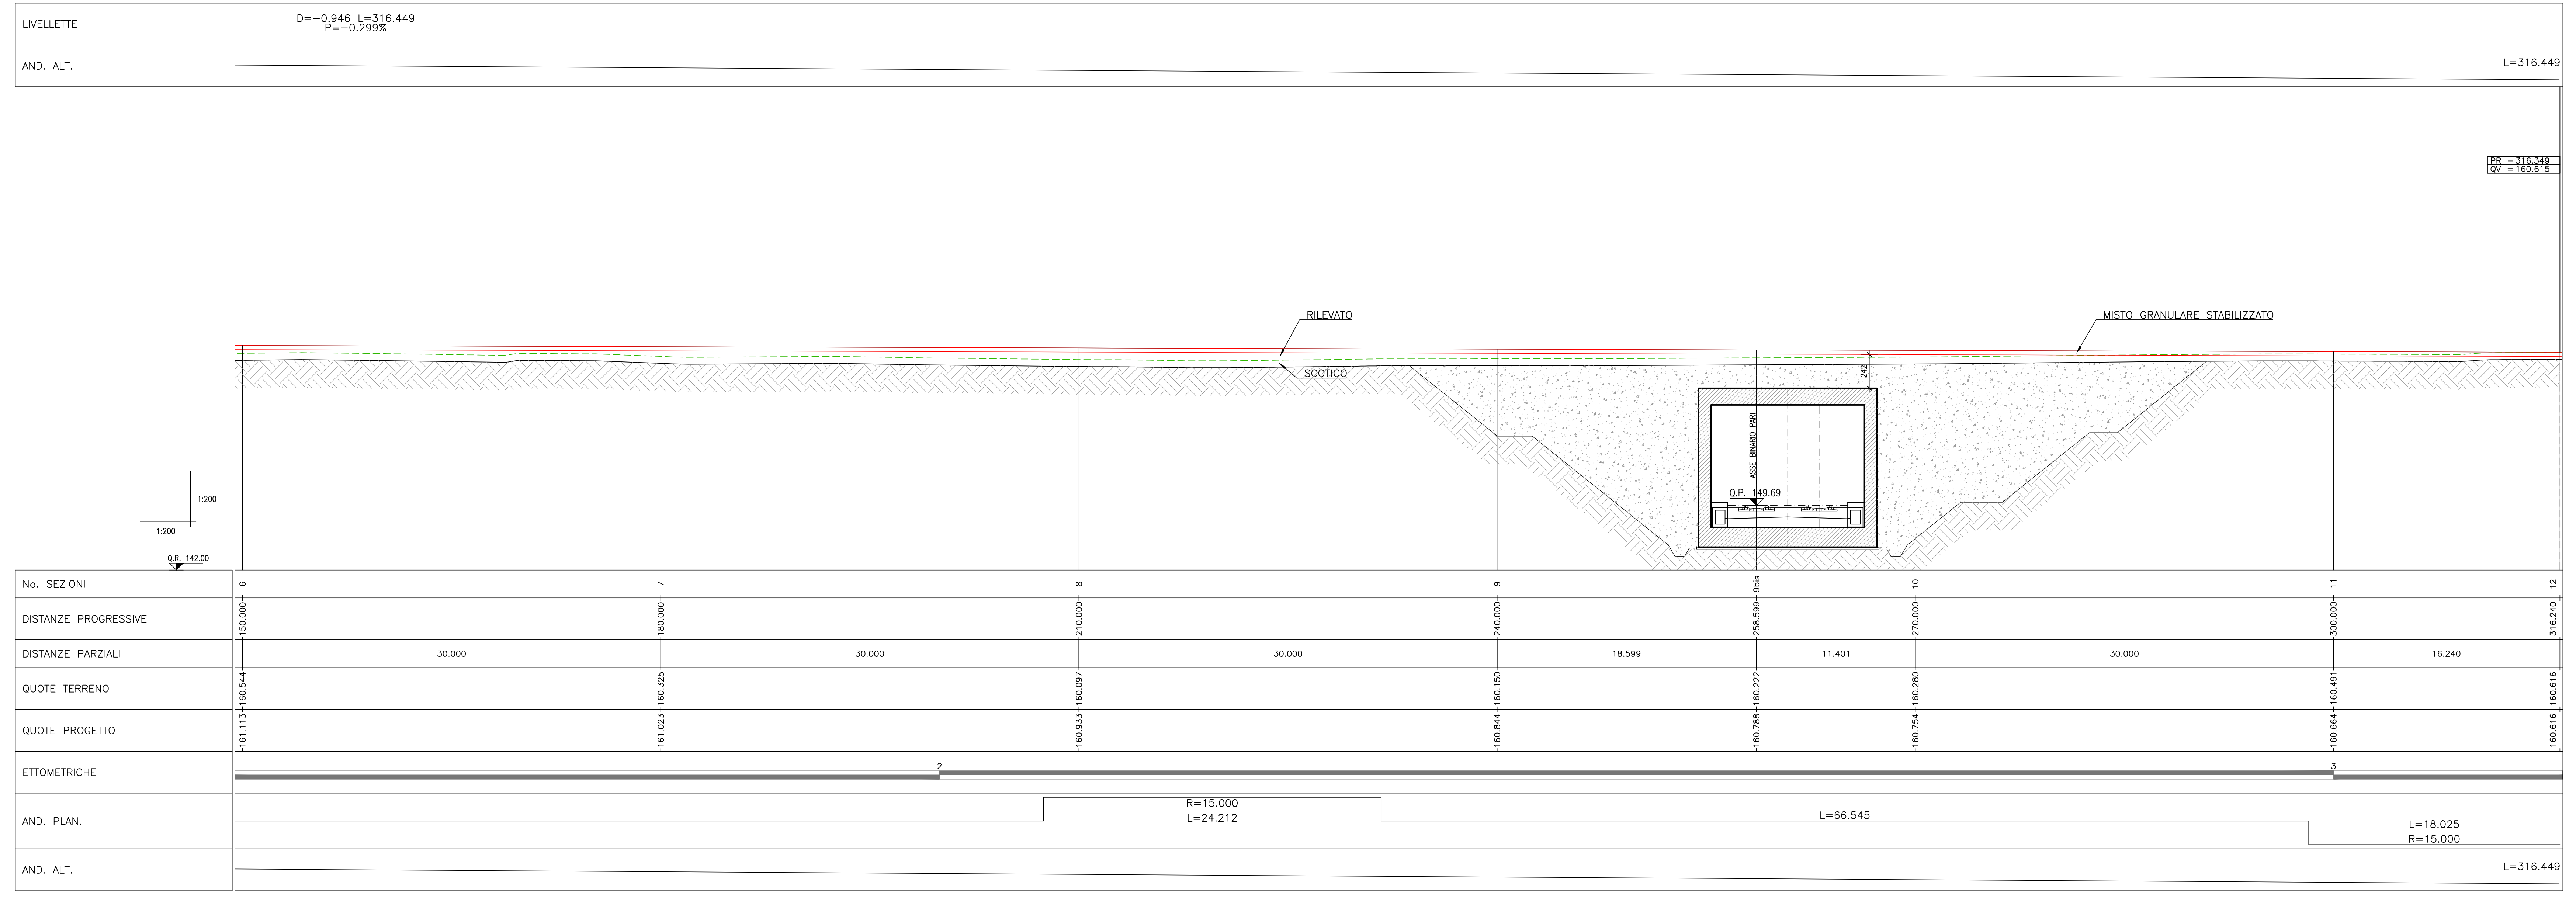 LIVELLETTE
D=-0.946 L=316.449
P=-0.299%
AND. ALT.
L=316.449
PR = 316.349
QV = 160.615
RILEVATO
MISTO GRANULARE STABILIZZATO
SCOTICO
242
ASSE BINARIO PARI
Q.P. 149.69
1:200
1:200
Q.R. 142.00
No. SEZIONI
6 7 8 9 9bis 10 11 12
DISTANZE PROGRESSIVE
150.000 180.000 210.000 240.000 258.599 270.000 300.000 316.240
DISTANZE PARZIALI
30.000 30.000 30.000 18.599 11.401 30.000 16.240
QUOTE TERRENO
160.544 160.325 160.097 160.150 160.222 160.280 160.491 160.616
QUOTE PROGETTO
161.113 161.023 160.933 160.844 160.788 160.754 160.664 160.616
ETTOMETRICHE
2 3
AND. PLAN.
R=15.000
L=24.212
L=66.545
L=18.025
R=15.000
AND. ALT.
L=316.449